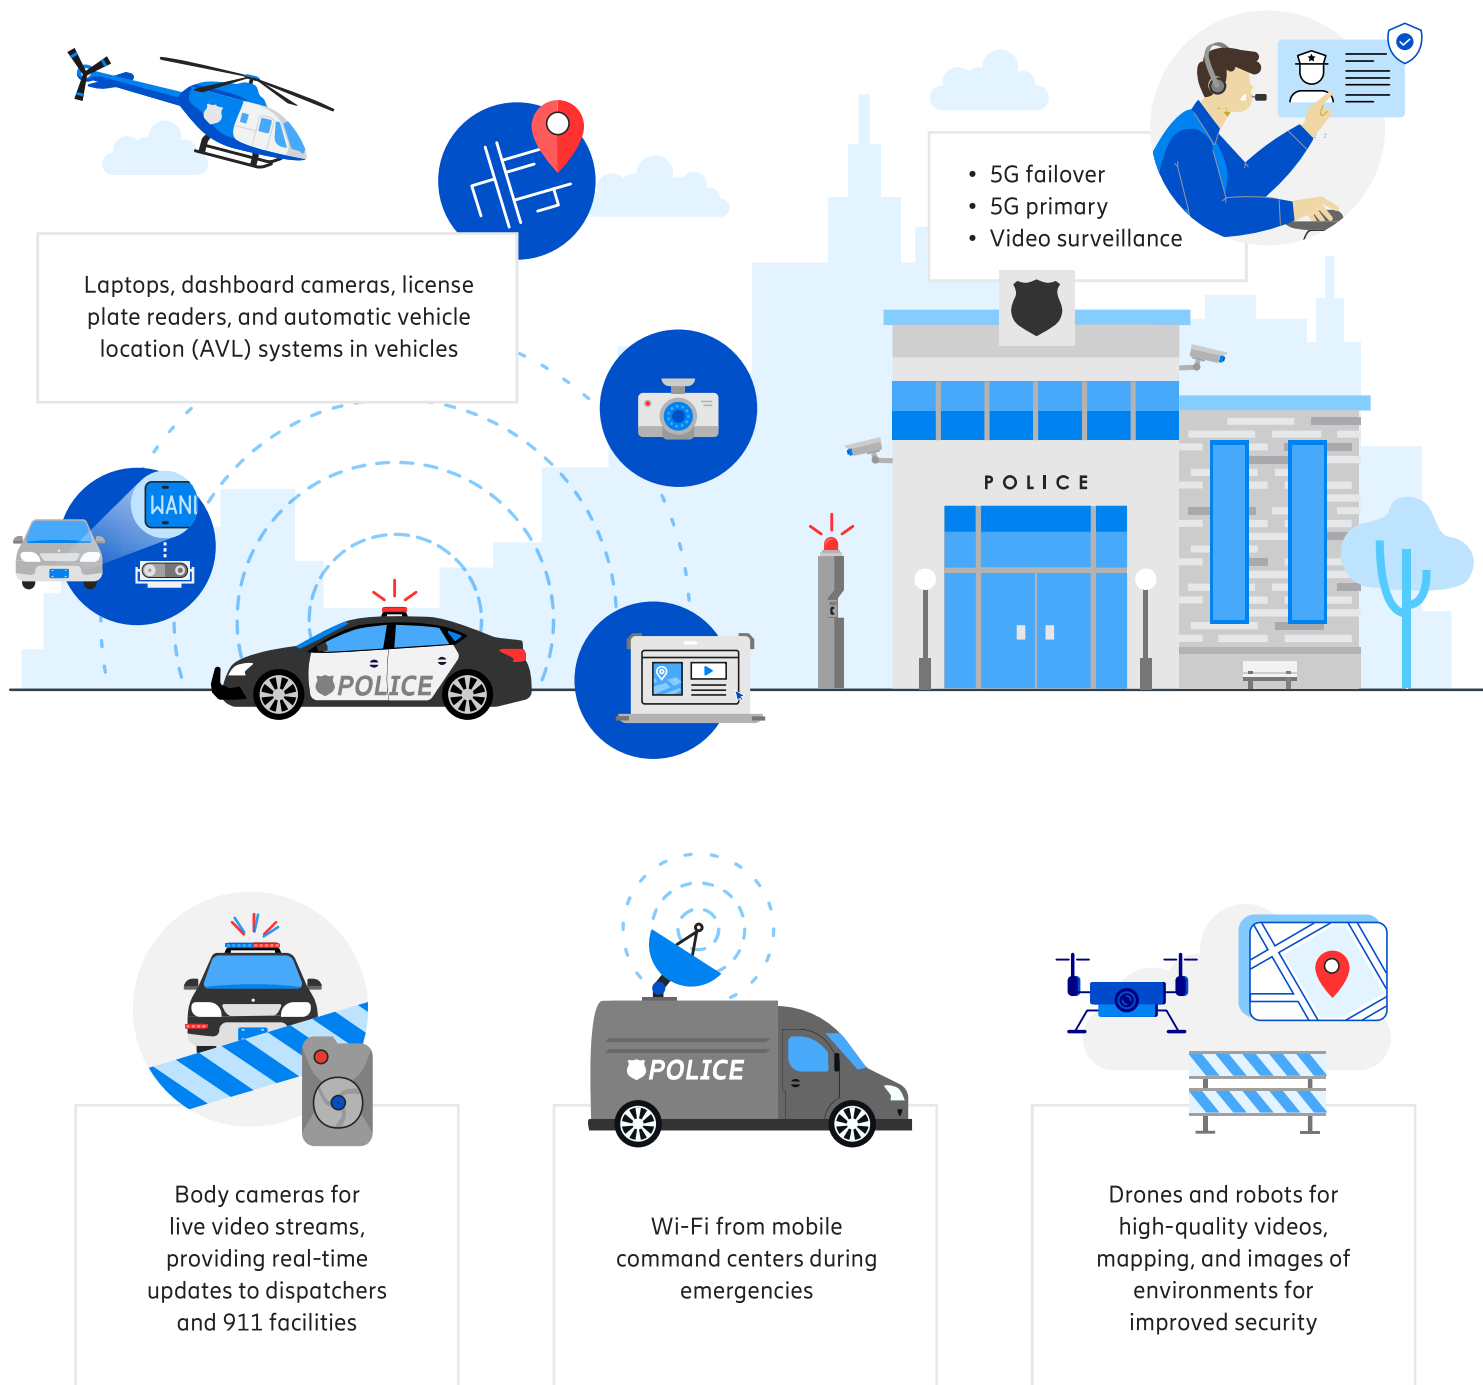 • 5G failover
• 5G primary
• Video surveillance
Laptops, dashboard cameras, license
plate readers, and automatic vehicle
location (AVL) systems in vehicles
WANI
POLICE
POLICE
POLICE
Body cameras for
live video streams,
providing real-time
updates to dispatchers
and 911 facilities
Wi-Fi from mobile
command centers during
emergencies
Drones and robots for
high-quality videos,
mapping, and images of
environments for
improved security